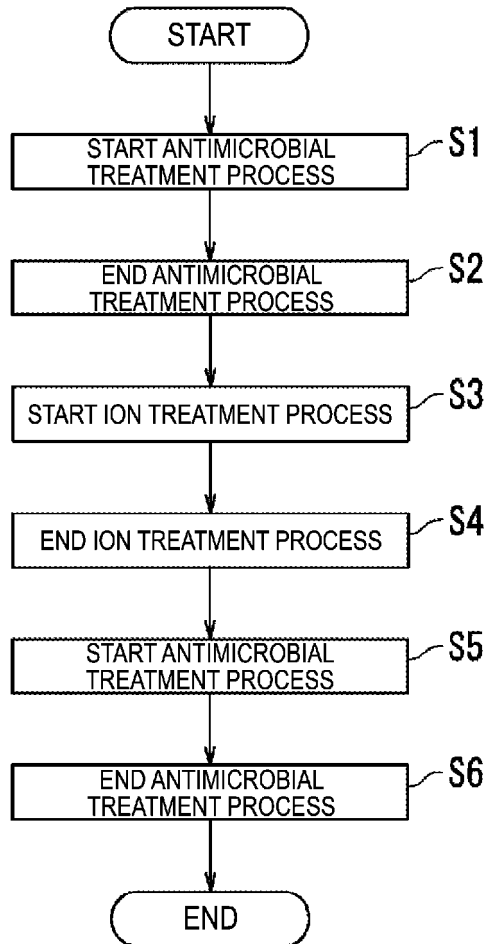 START
START ANTIMICROBIAL
TREATMENT PROCESS
S1
END ANTIMICROBIAL
TREATMENT PROCESS
S2
START ION TREATMENT PROCESS
S3
END ION TREATMENT PROCESS
S4
START ANTIMICROBIAL
TREATMENT PROCESS
S5
END ANTIMICROBIAL
TREATMENT PROCESS
S6
END